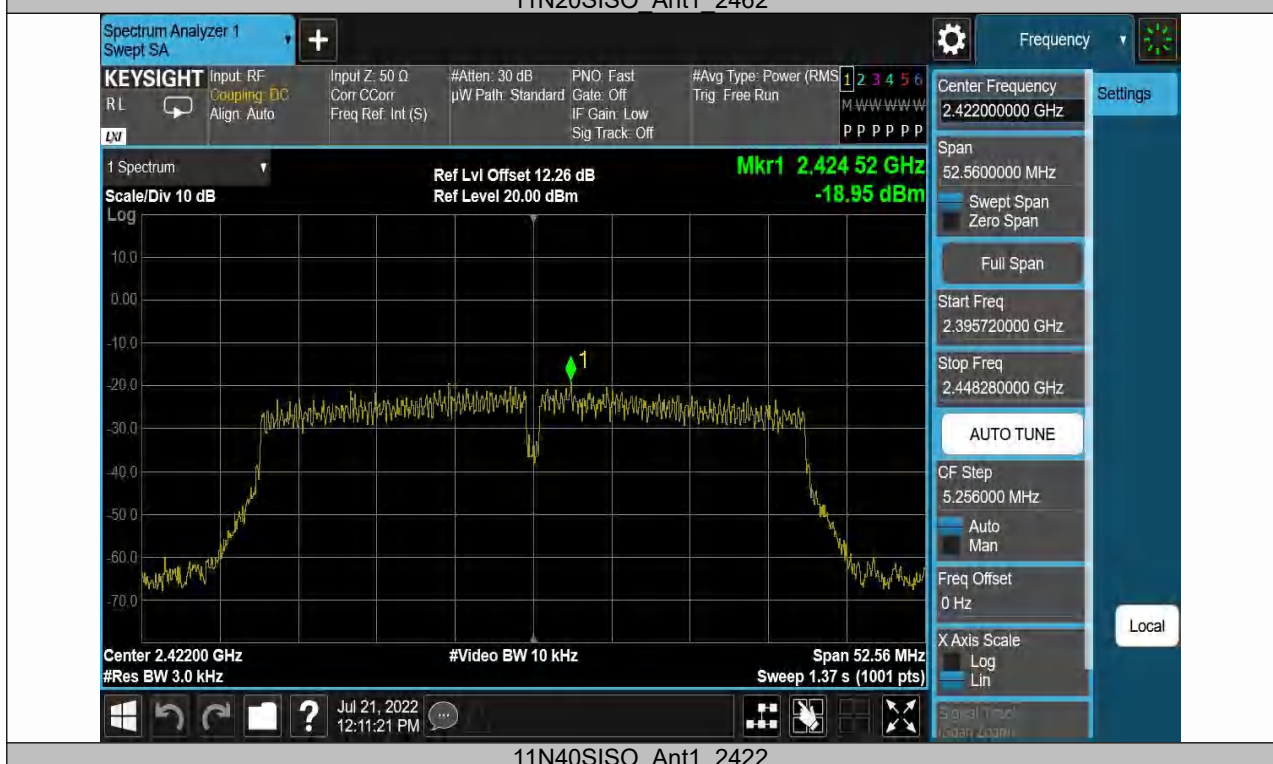 11N20SISO_Ant1_2462
Spectrum Analyzer 1
Swept SA
Frequency
KEYSIGHT
R L
LXI
Input: RF
Coupling: DC
Align: Auto
Input Z: 50 Ω
Corr CCorr
Freq Ref: Int (S)
#Atten: 30 dB
µW Path: Standard
PNO: Fast
Gate: Off
IF Gain: Low
Sig Track: Off
#Avg Type: Power (RMS
Trig: Free Run
1 2 3 4 5 6
M W W W W W
P P P P P P
1 Spectrum
Scale/Div 10 dB
Ref Lvl Offset 12.26 dB
Ref Level 20.00 dBm
Mkr1 2.424 52 GHz
-18.95 dBm
Log
10.0
0.00
-10.0
-20.0
-30.0
-40.0
-50.0
-60.0
-70.0
1
Center 2.42200 GHz
#Res BW 3.0 kHz
#Video BW 10 kHz
Span 52.56 MHz
Sweep 1.37 s (1001 pts)
Center Frequency
2.422000000 GHz
Settings
Span
52.5600000 MHz
Swept Span
Zero Span
Full Span
Start Freq
2.395720000 GHz
Stop Freq
2.448280000 GHz
AUTO TUNE
CF Step
5.256000 MHz
Auto
Man
Freq Offset
0 Hz
X Axis Scale
Log
Lin
Local
Signal Track
(Span Zoom)
?
Jul 21, 2022
12:11:21 PM
11N40SISO_Ant1_2422